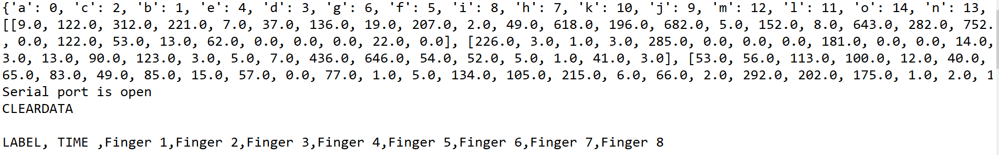 {'a': 0, 'c': 2, 'b': 1, 'e': 4, 'd': 3, 'g': 6, 'f': 5, 'i': 8, 'h': 7, 'k': 10, 'j': 9, 'm': 12, 'l': 11, 'o': 14, 'n': 13,
[[9.0, 122.0, 312.0, 221.0, 7.0, 37.0, 136.0, 19.0, 207.0, 2.0, 49.0, 618.0, 196.0, 682.0, 5.0, 152.0, 8.0, 643.0, 282.0, 752.
, 0.0, 122.0, 53.0, 13.0, 62.0, 0.0, 0.0, 0.0, 22.0, 0.0], [226.0, 3.0, 1.0, 3.0, 285.0, 0.0, 0.0, 0.0, 181.0, 0.0, 0.0, 14.0,
3.0, 13.0, 90.0, 123.0, 3.0, 5.0, 7.0, 436.0, 646.0, 54.0, 52.0, 5.0, 1.0, 41.0, 3.0], [53.0, 56.0, 113.0, 100.0, 12.0, 40.0,
65.0, 83.0, 49.0, 85.0, 15.0, 57.0, 0.0, 77.0, 1.0, 5.0, 134.0, 105.0, 215.0, 6.0, 66.0, 2.0, 292.0, 202.0, 175.0, 1.0, 2.0, 1
Serial port is open
CLEARDATA
LABEL, TIME ,Finger 1,Finger 2,Finger 3,Finger 4,Finger 5,Finger 6,Finger 7,Finger 8